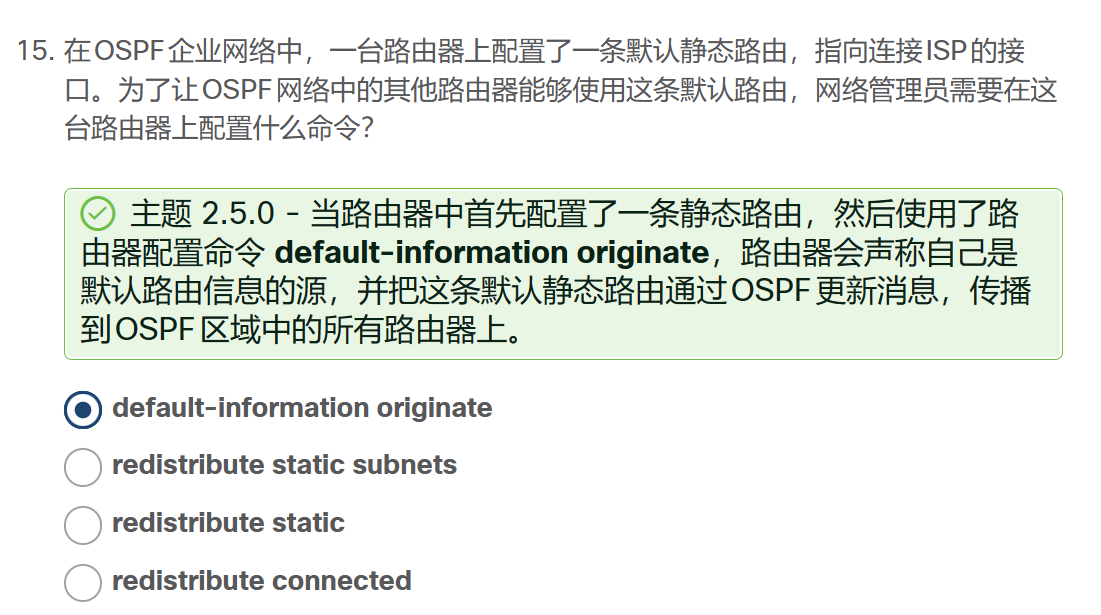 15. 在OSPF企业网络中，一台路由器上配置了一条默认静态路由，指向连接ISP的接
口。为了让OSPF网络中的其他路由器能够使用这条默认路由，网络管理员需要在这
台路由器上配置什么命令？
主题 2.5.0 - 当路由器中首先配置了一条静态路由，然后使用了路
由器配置命令 default-information originate，路由器会声称自己是
默认路由信息的源，并把这条默认静态路由通过OSPF更新消息，传播
到OSPF区域中的所有路由器上。
default-information originate
redistribute static subnets
redistribute static
redistribute connected